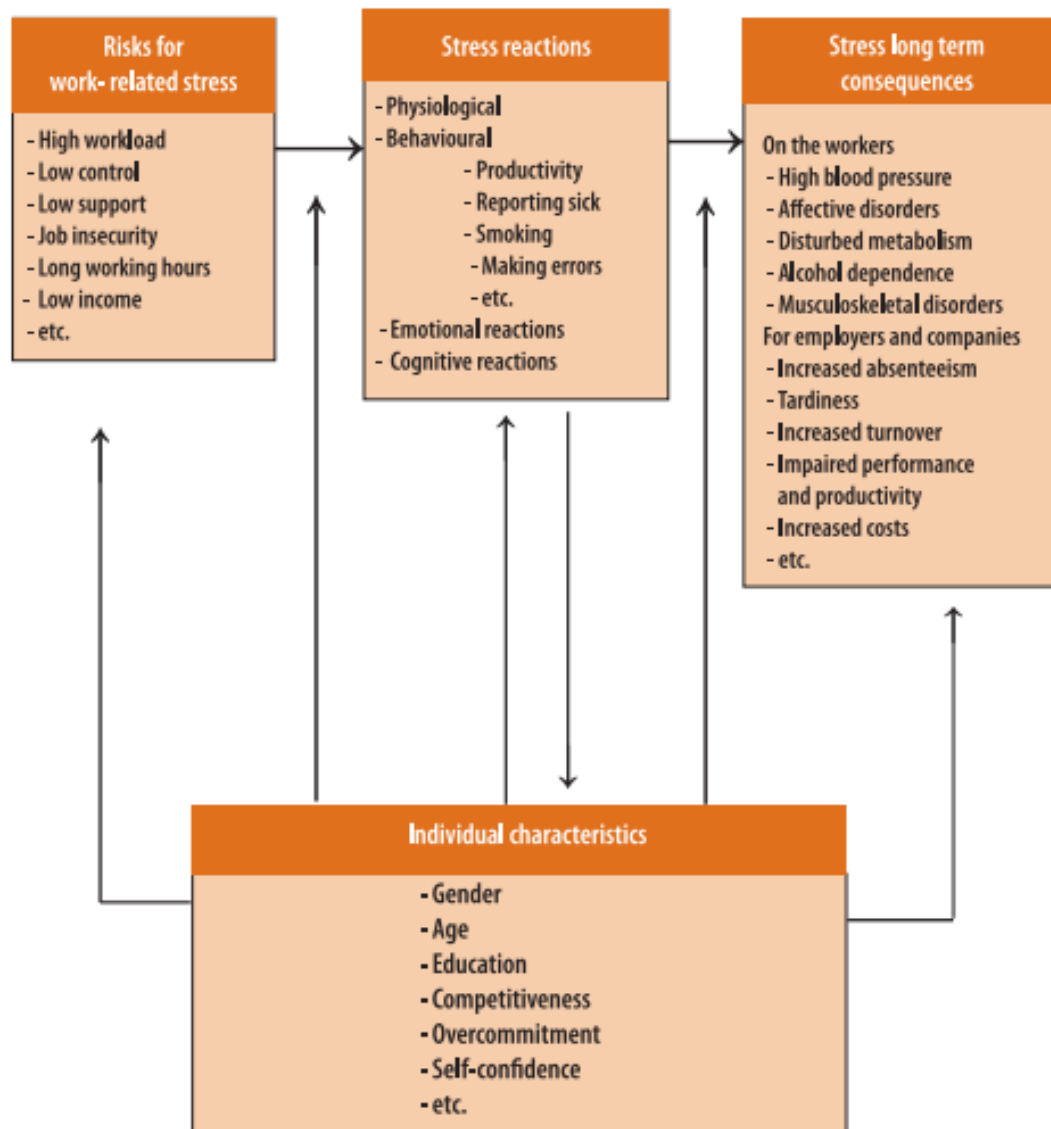 Risks for
work- related stress
- High workload
- Low control
- Low support
- Job insecurity
- Long working hours
- Low income
- etc.
Stress reactions
- Physiological
- Behavioural
- Productivity
- Reporting sick
- Smoking
- Making errors
- etc.
- Emotional reactions
- Cognitive reactions
Stress long term
consequences
On the workers
- High blood pressure
- Affective disorders
- Disturbed metabolism
- Alcohol dependence
- Musculoskeletal disorders
For employers and companies
- Increased absenteeism
- Tardiness
- Increased turnover
- Impaired performance
and productivity
- Increased costs
- etc.
Individual characteristics
- Gender
- Age
- Education
- Competitiveness
- Overcommitment
- Self-confidence
- etc.